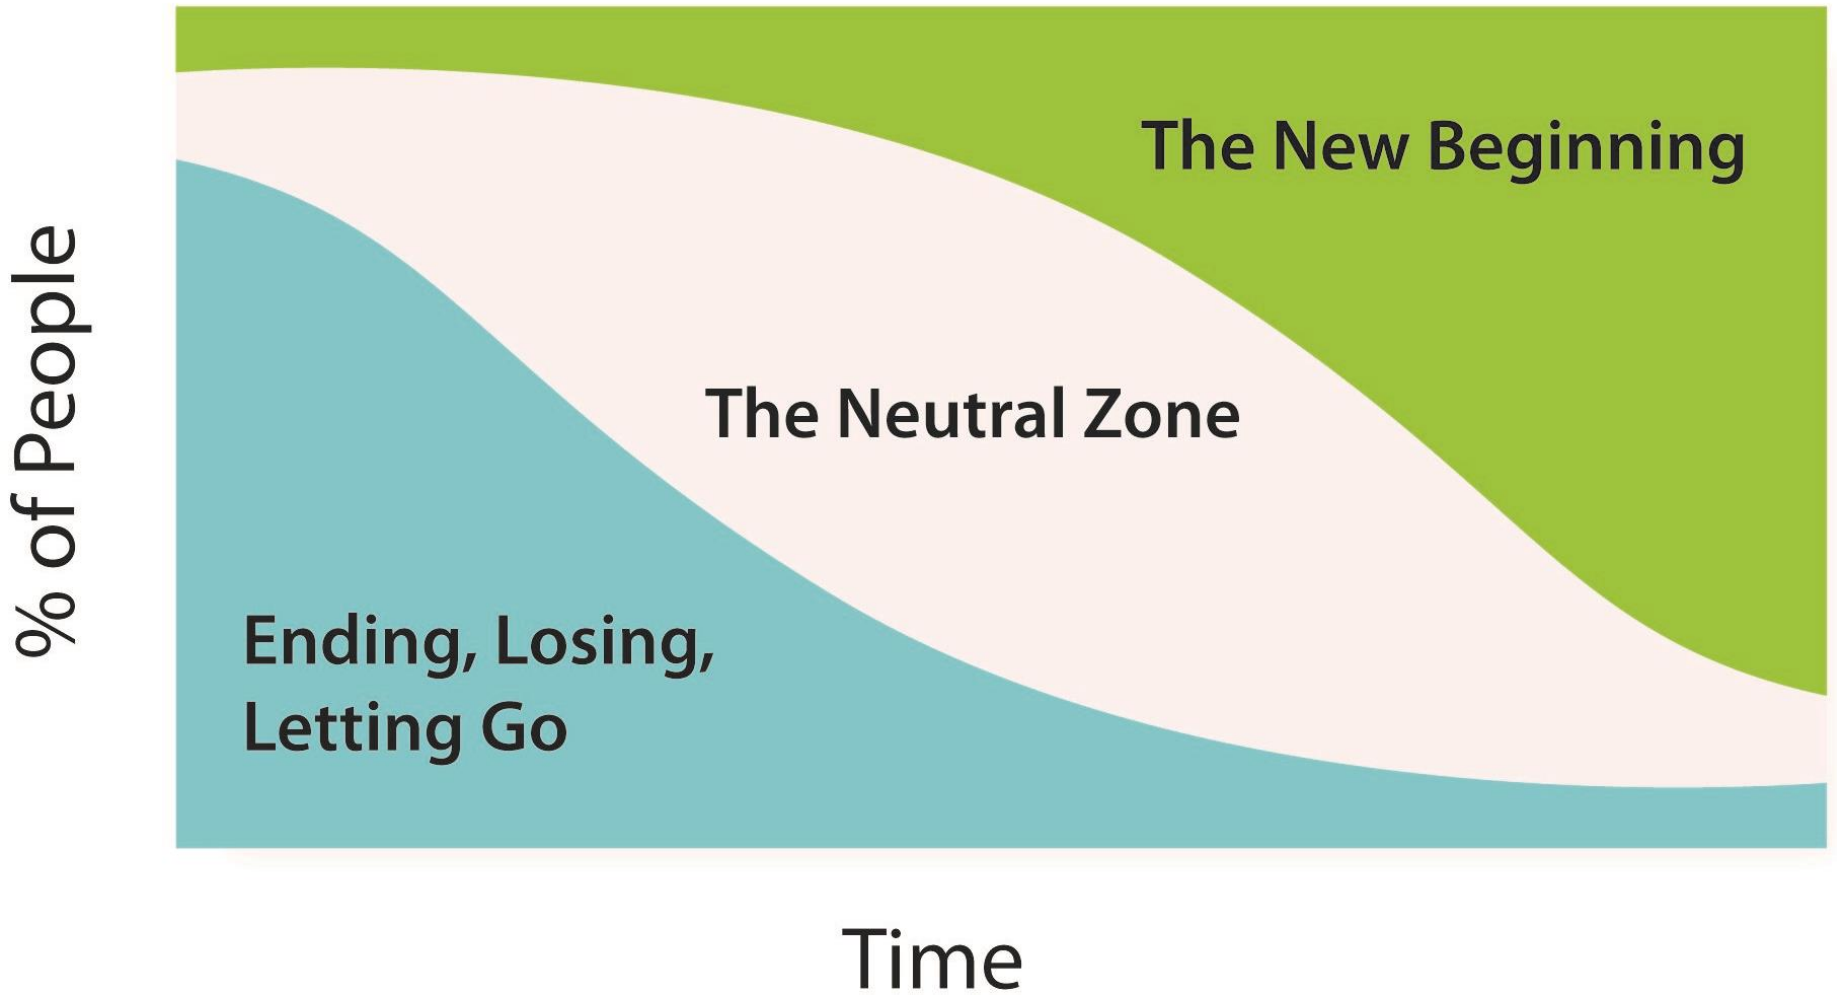 The New Beginning
% of People
The Neutral Zone
Ending, Losing,
Letting Go
Time